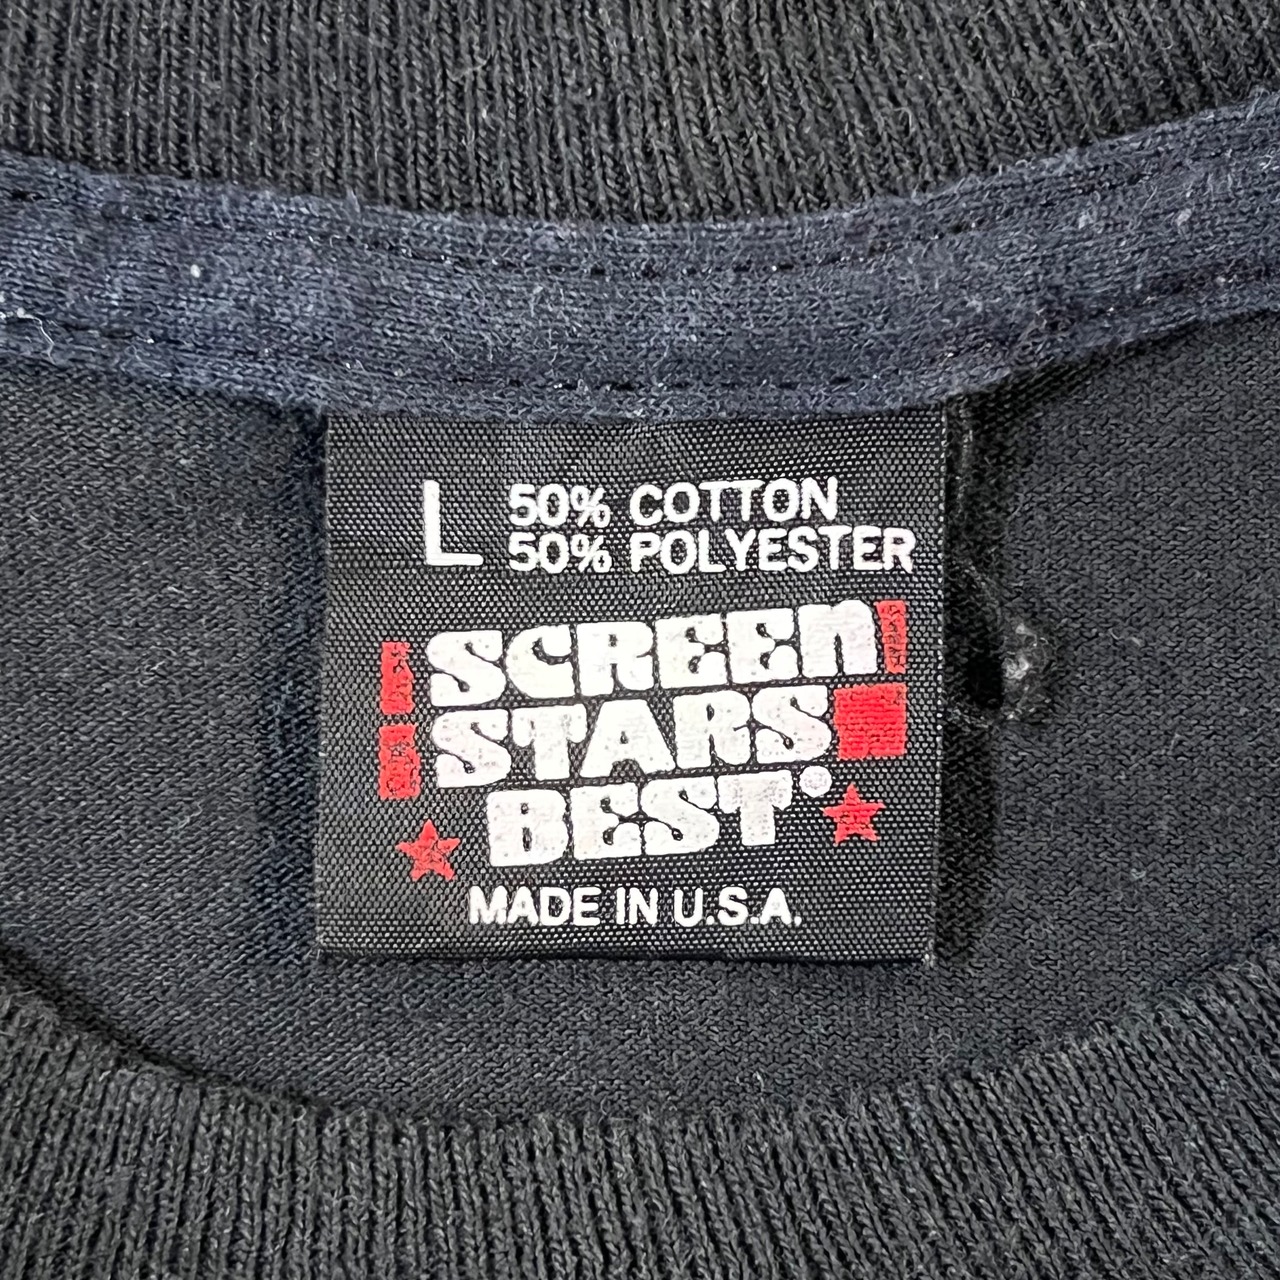 L 50% COTTON
50% POLYESTER
SCREEN
STARS
BEST
MADE IN U.S.A.